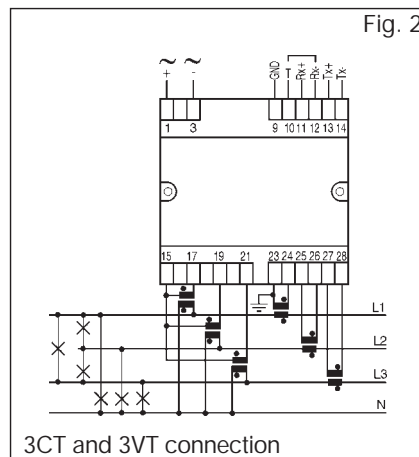 Fig. 2
~ ~
+ -
GND T Rx+ Rx- Tx+ Tx-
1 3 9 10 11 12 13 14
15 17 19 21 23 24 25 26 27 28
L1
L2
L3
N
3CT and 3VT connection